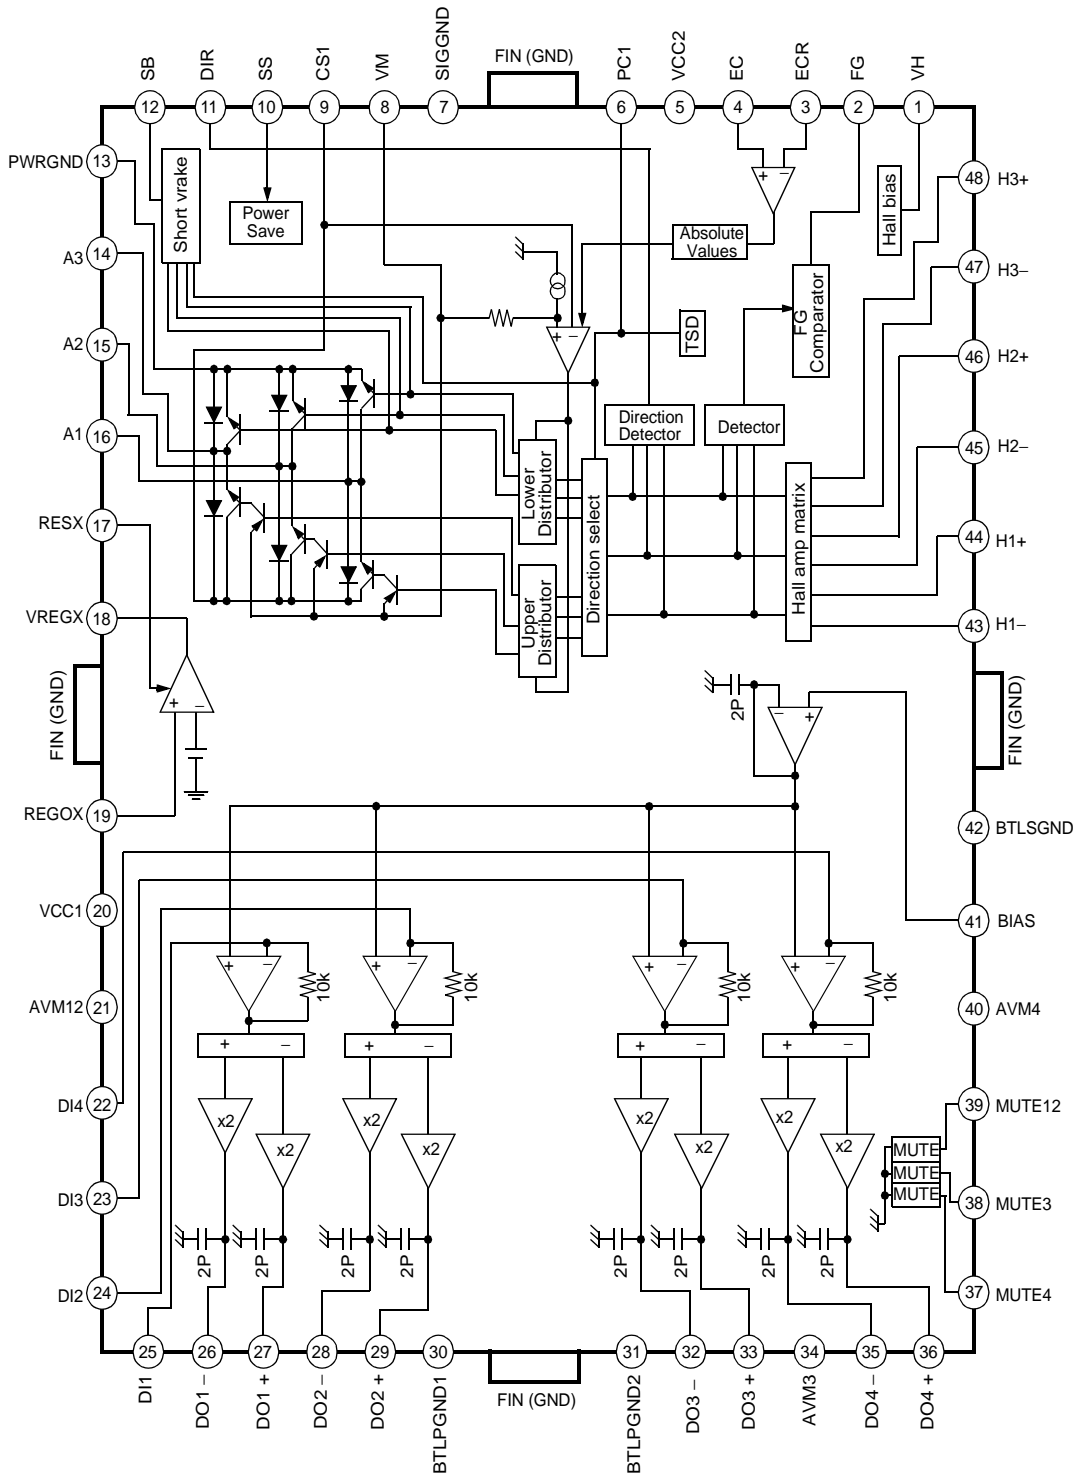 SB
DIR
SS
CS1
VM
SIGGND
FIN (GND)
PC1
VCC2
EC
ECR
FG
VH
12
11
10
9
8
7
6
5
4
3
2
1
PWRGND 13
A3 14
A2 15
A1 16
RESX 17
VREGX 18
FIN (GND)
REGOX 19
VCC1 20
AVM12 21
DI4 22
DI3 23
DI2 24
48 H3+
47 H3−
46 H2+
45 H2−
44 H1+
43 H1−
FIN (GND)
42 BTLSGND
41 BIAS
40 AVM4
39 MUTE12
38 MUTE3
37 MUTE4
Short vrake
Power
Save
+ −
Absolute
Values
Hall bias
FG
Comparator
+ −
TSD
Direction
Detector
Detector
Lower
Distributor
Upper
Distributor
Direction select
Hall amp matrix
+ −
2P
− +
+ −
10k
+ −
10k
+ −
10k
+ −
10k
+ −
+ −
+ −
+ −
x2
x2
x2
x2
x2
x2
x2
x2
MUTE
MUTE
MUTE
2P
2P
2P
2P
2P
2P
2P
2P
25
26
27
28
29
30
31
32
33
34
35
36
DI1
DO1 −
DO1 +
DO2 −
DO2 +
BTLPGND1
FIN (GND)
BTLPGND2
DO3 −
DO3 +
AVM3
DO4 −
DO4 +